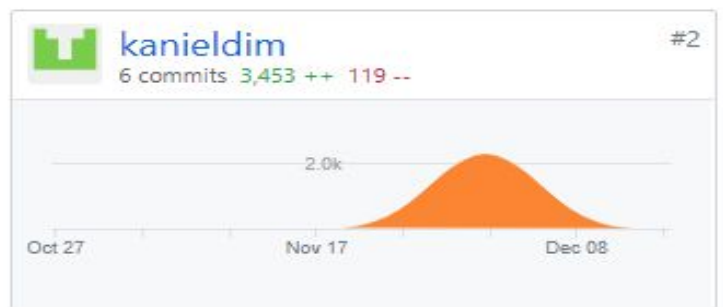 kanieldim #2
6 commits 3,453 ++ 119 --
2.0k
Oct 27 Nov 17 Dec 08